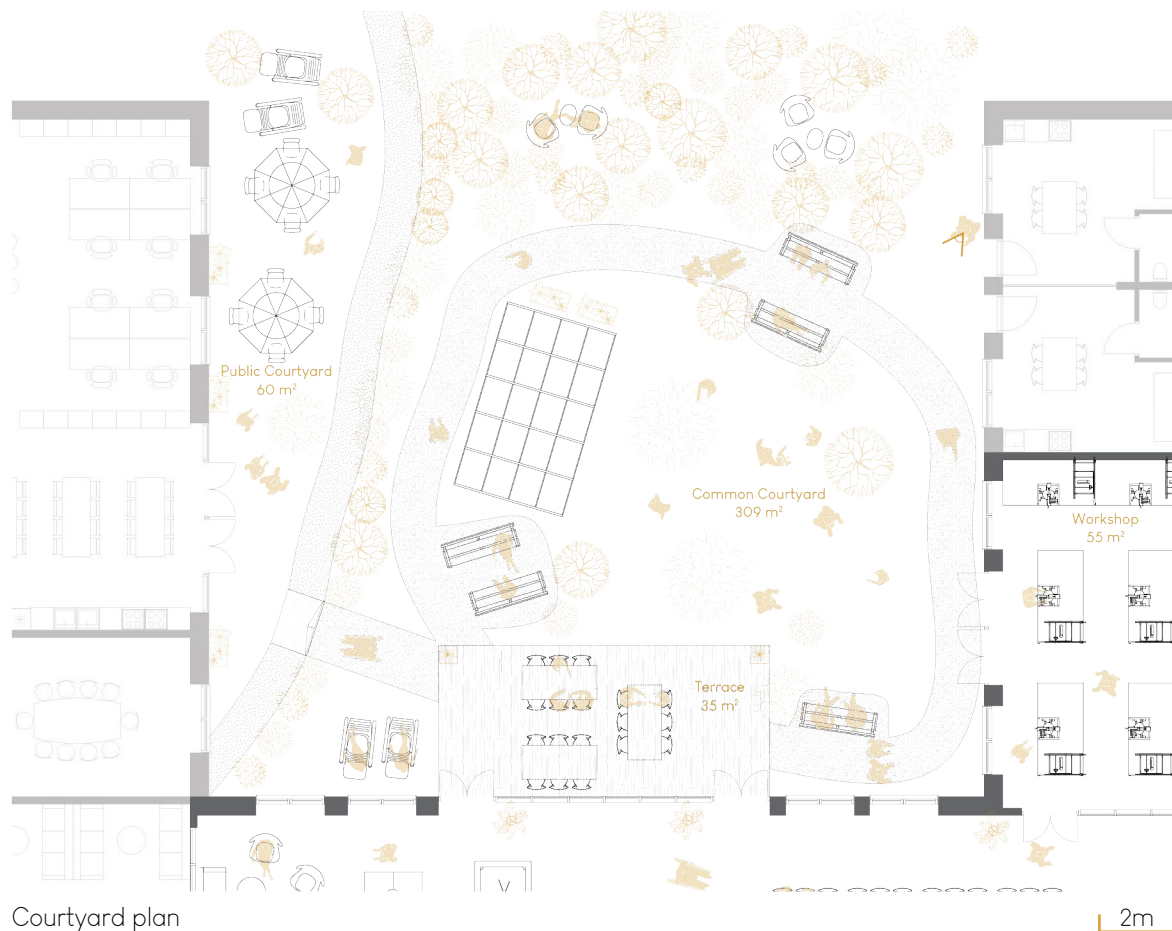 Public Courtyard
60 m²
Common Courtyard
309 m²
Workshop
55 m²
Terrace
35 m²
Courtyard plan
2m